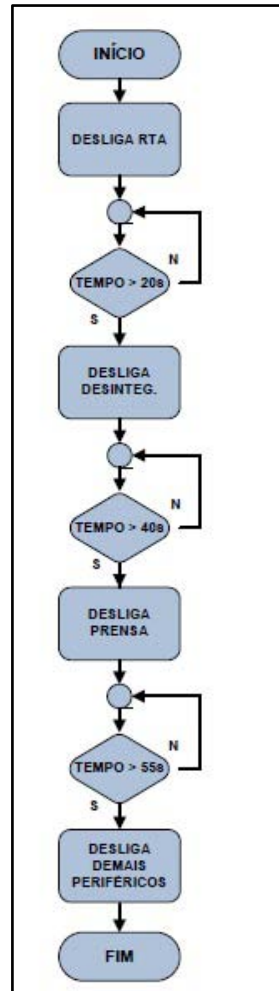 INÍCIO
DESLIGA RTA
N
TEMPO > 20s
S
DESLIGA
DESINTEG.
N
TEMPO > 40s
S
DESLIGA
PRENSA
N
TEMPO > 55s
S
DESLIGA
DEMAIS
PERIFÉRICOS
FIM